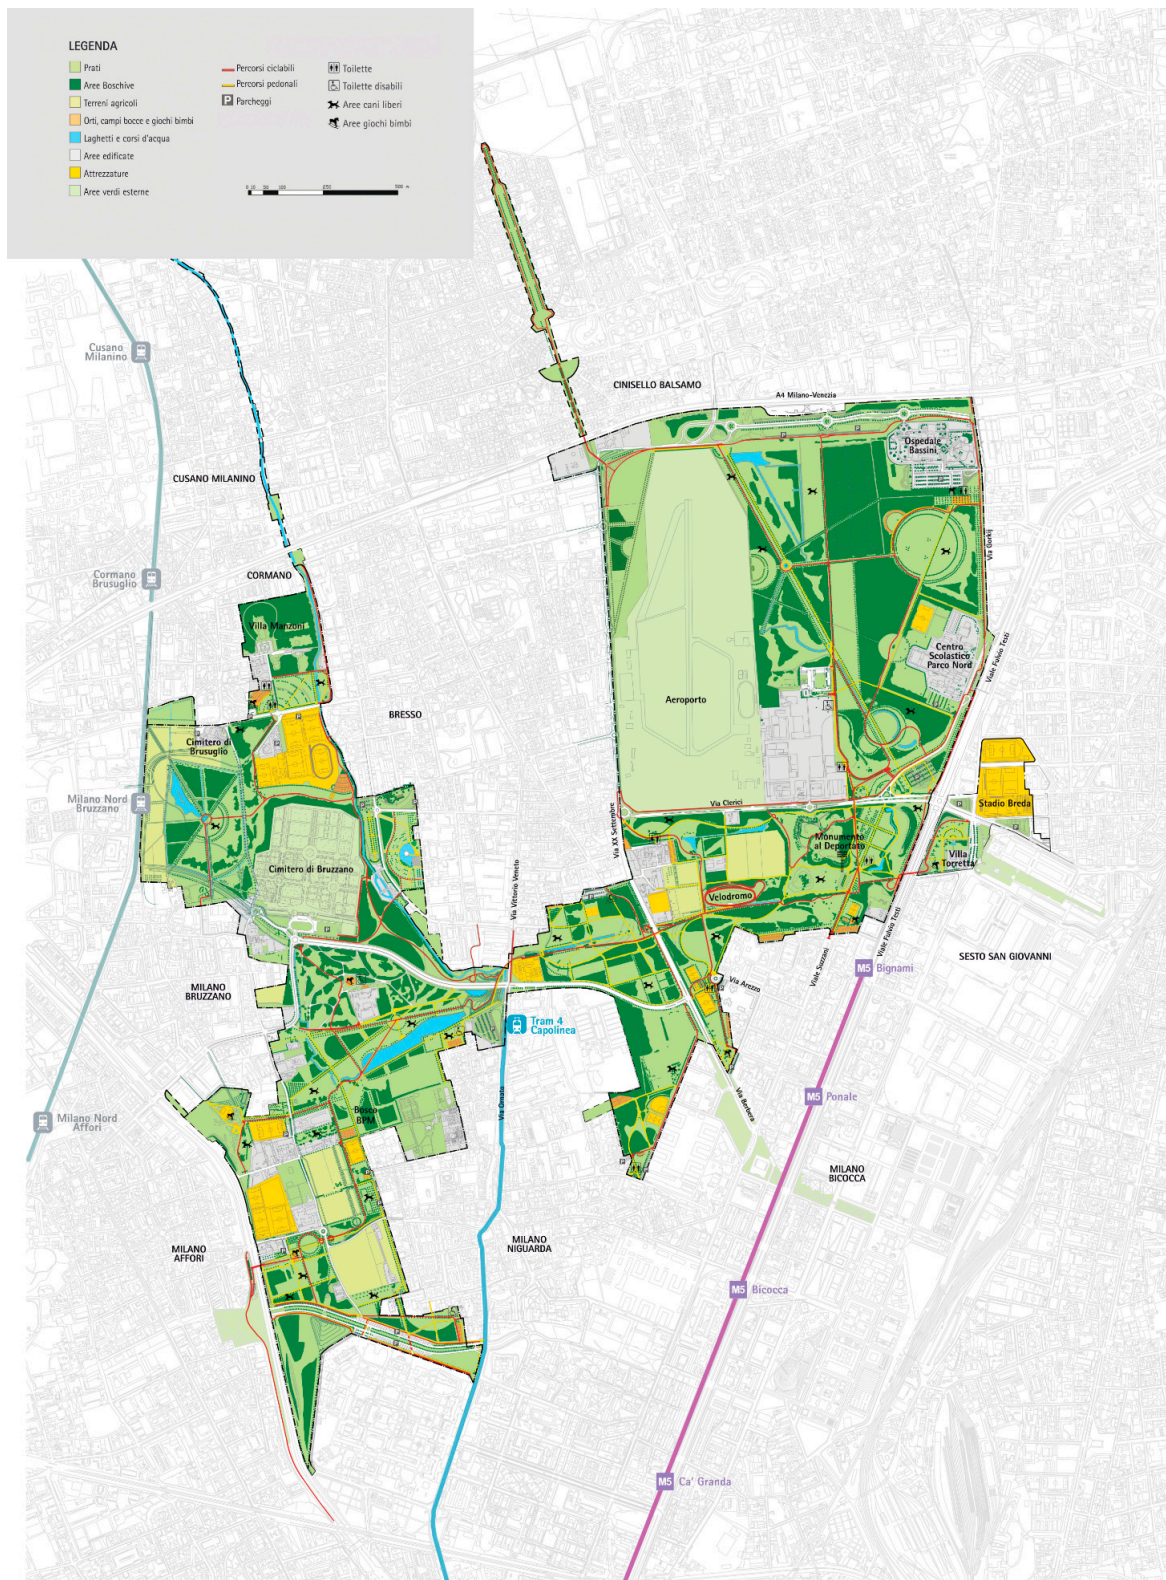 LEGENDA
Prati
Aree Boschive
Terreni agricoli
Orti, campi bocce e giochi bimbi
Laghetti e corsi d'acqua
Aree edificate
Attrezzature
Aree verdi esterne
Percorsi ciclabili
Percorsi pedonali
P Parcheggi
Toilette
Toilette disabili
Aree cani liberi
Aree giochi bimbi
Cusano
Milanino
CINISELLO BALSAMO
A4 Milano-Venezia
Ospedale
Bassini
CUSANO MILANINO
Via Gorkij
Cormano
Brusuglio
CORMANO
Villa Manzoni
Centro
Scolastico
Parco Nord
Viale Fulvio Testi
Aeroporto
BRESSO
Cimitero di
Brusuglio
Milano Nord
Bruzzano
Via Clerici
Stadio Breda
Via XX Settembre
Monumento
al Deportato
Villa
Torretta
Cimitero di Bruzzano
Velodromo
Via Vittorio Veneto
Viale Fulvio Testi
Viale Suzzani
SESTO SAN GIOVANNI
M5 Bignami
Via Arezzo
MILANO
BRUZZANO
Tram 4
Capolinea
Via Ornato
Via Berbera
M5 Ponale
Milano Nord
Affori
Bosco
BPM
MILANO
BICOCCA
MILANO
AFFORI
MILANO
NIGUARDA
M5 Bicocca
M5 Ca' Granda